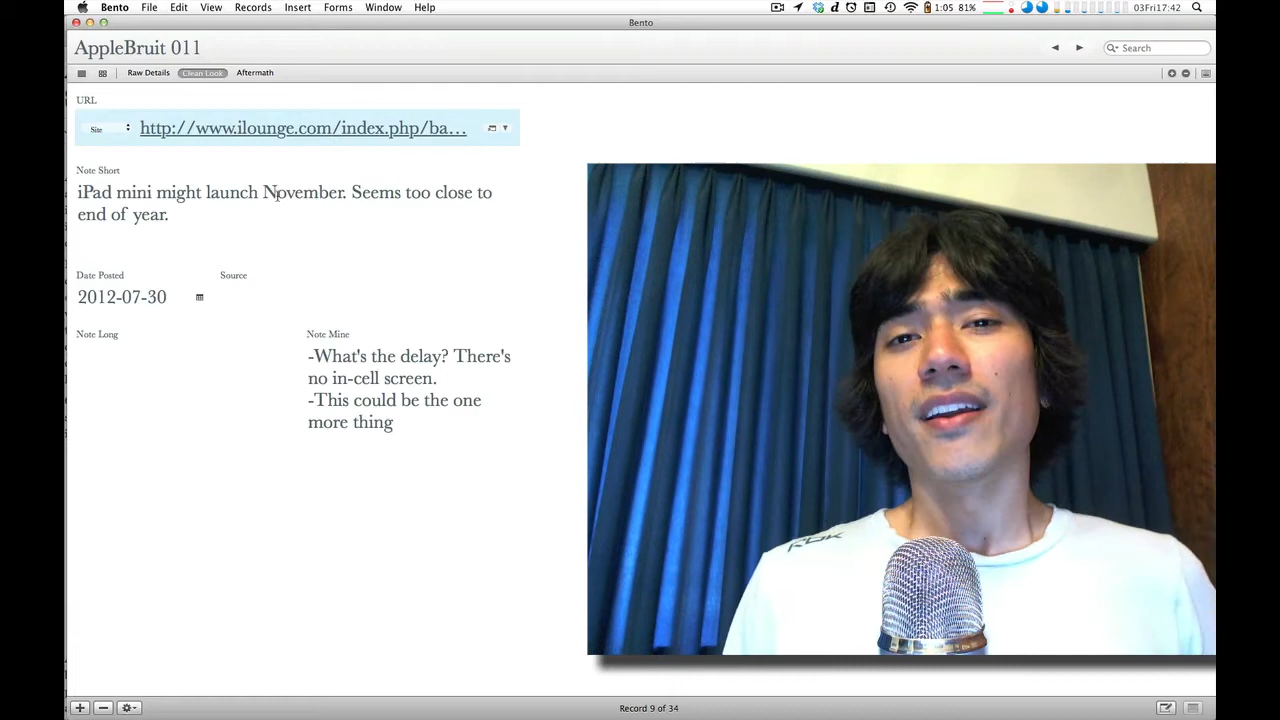 Bento File Edit View Records Insert Forms Window Help
1:05 81% 03Fri17:42
Bento
AppleBruit 011
Search
Raw Details Clean Look Aftermath
URL
Site http://www.ilounge.com/index.php/ba...
Note Short
iPad mini might launch November. Seems too close to
end of year.
Date Posted Source
2012-07-30
Note Long Note Mine
-What's the delay? There's
no in-cell screen.
-This could be the one
more thing
Record 9 of 34